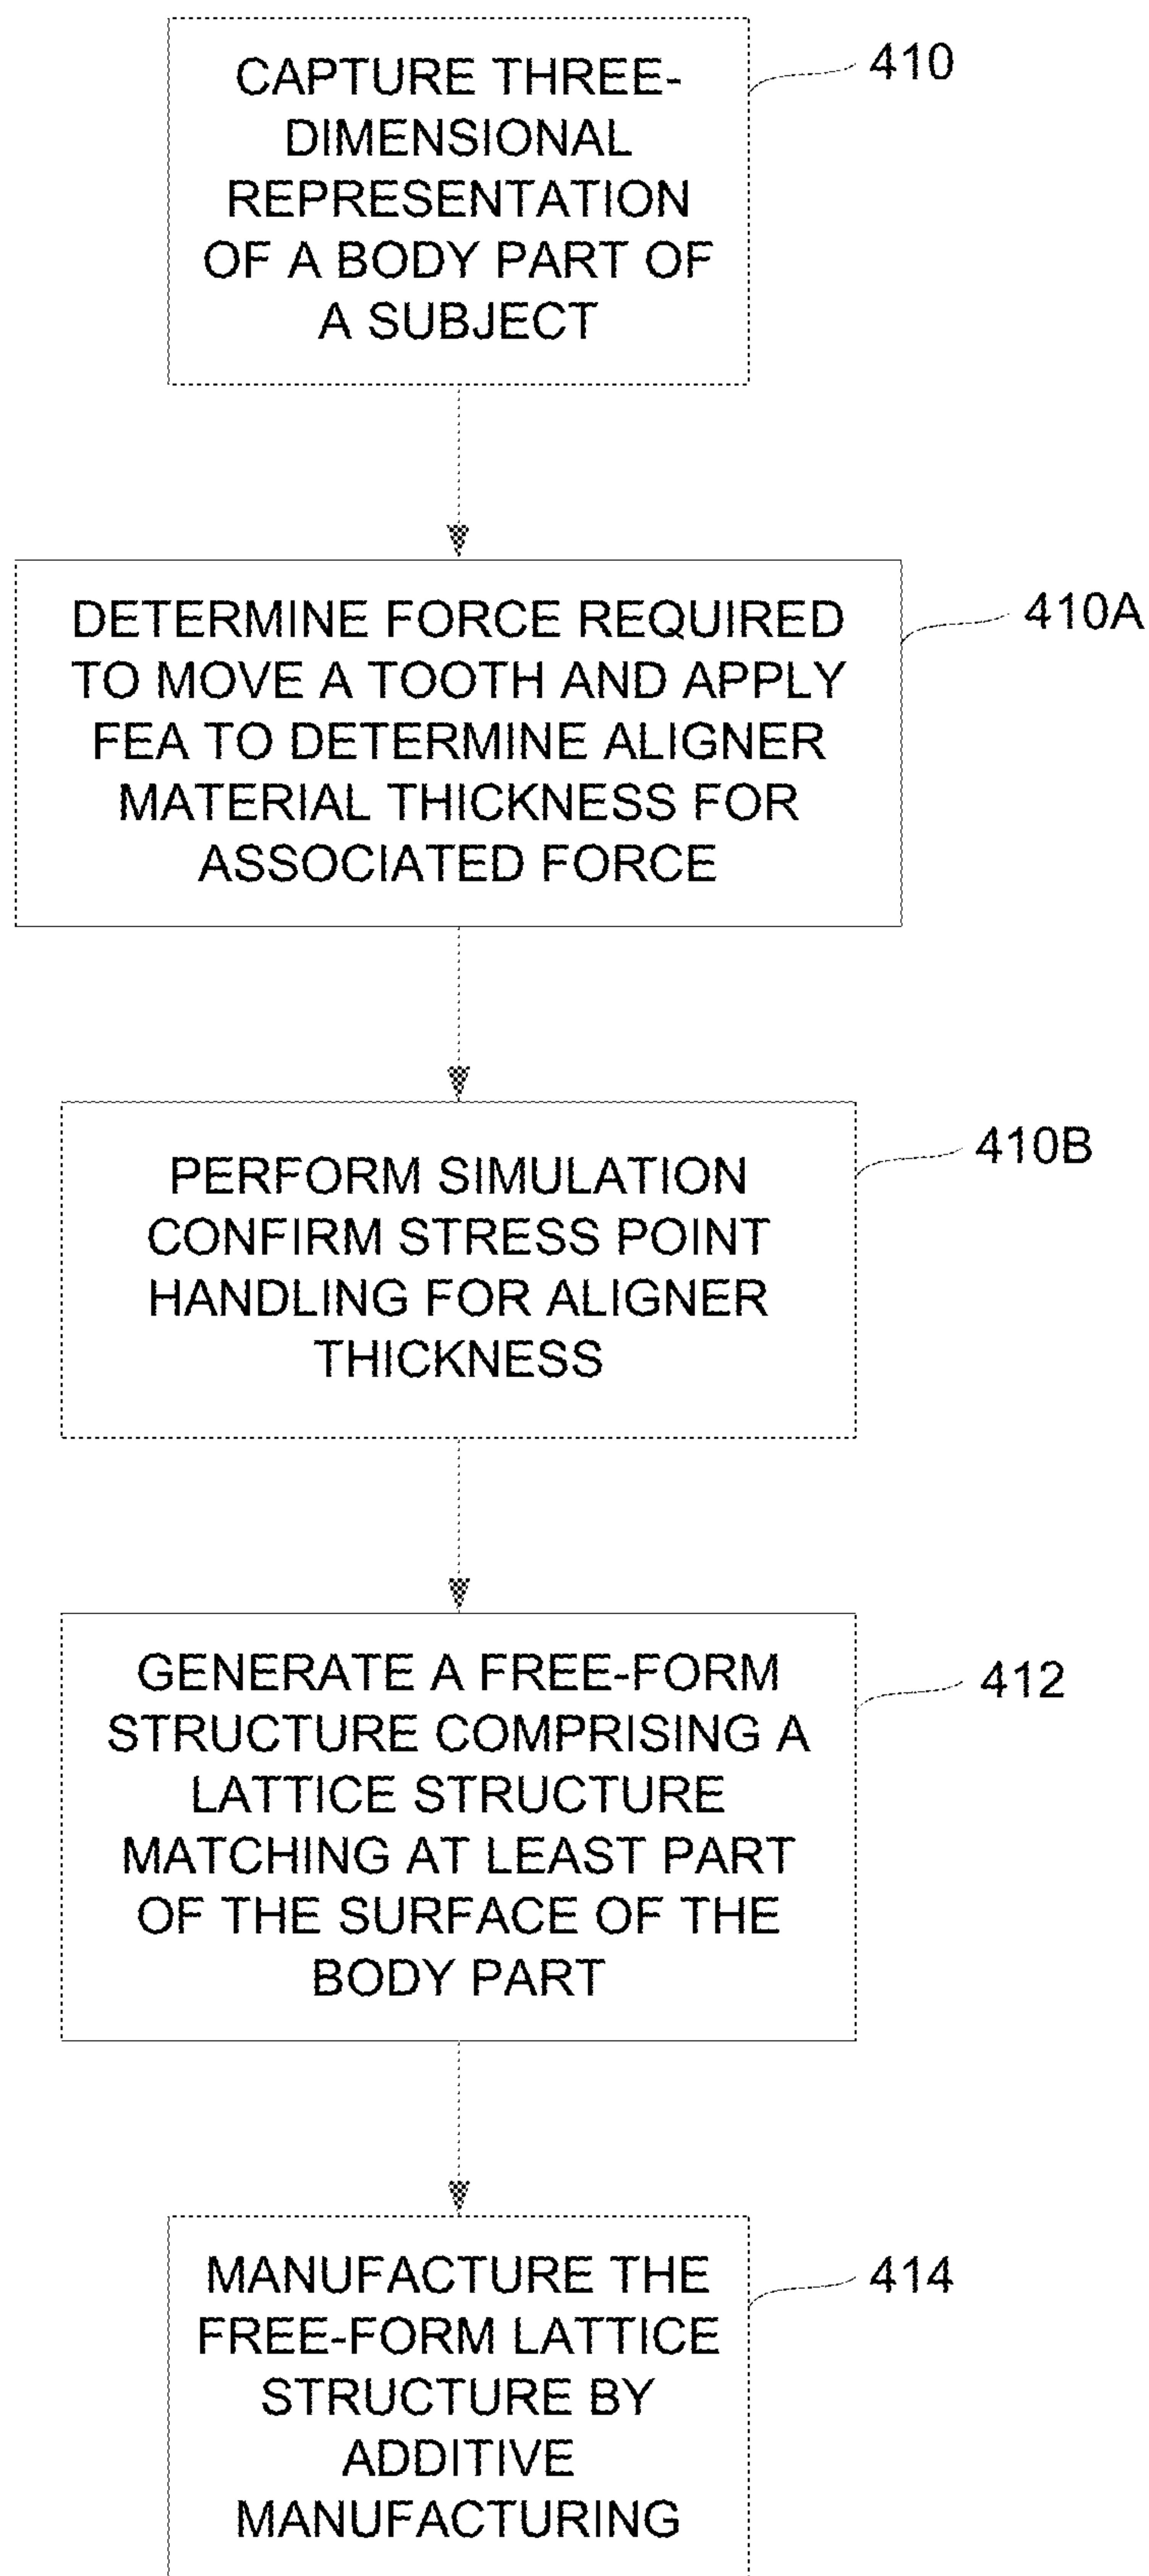 CAPTURE THREE-
DIMENSIONAL
REPRESENTATION
OF A BODY PART OF
A SUBJECT
410
DETERMINE FORCE REQUIRED
TO MOVE A TOOTH AND APPLY
FEA TO DETERMINE ALIGNER
MATERIAL THICKNESS FOR
ASSOCIATED FORCE
410A
PERFORM SIMULATION
CONFIRM STRESS POINT
HANDLING FOR ALIGNER
THICKNESS
410B
GENERATE A FREE-FORM
STRUCTURE COMPRISING A
LATTICE STRUCTURE
MATCHING AT LEAST PART
OF THE SURFACE OF THE
BODY PART
412
MANUFACTURE THE
FREE-FORM LATTICE
STRUCTURE BY
ADDITIVE
MANUFACTURING
414